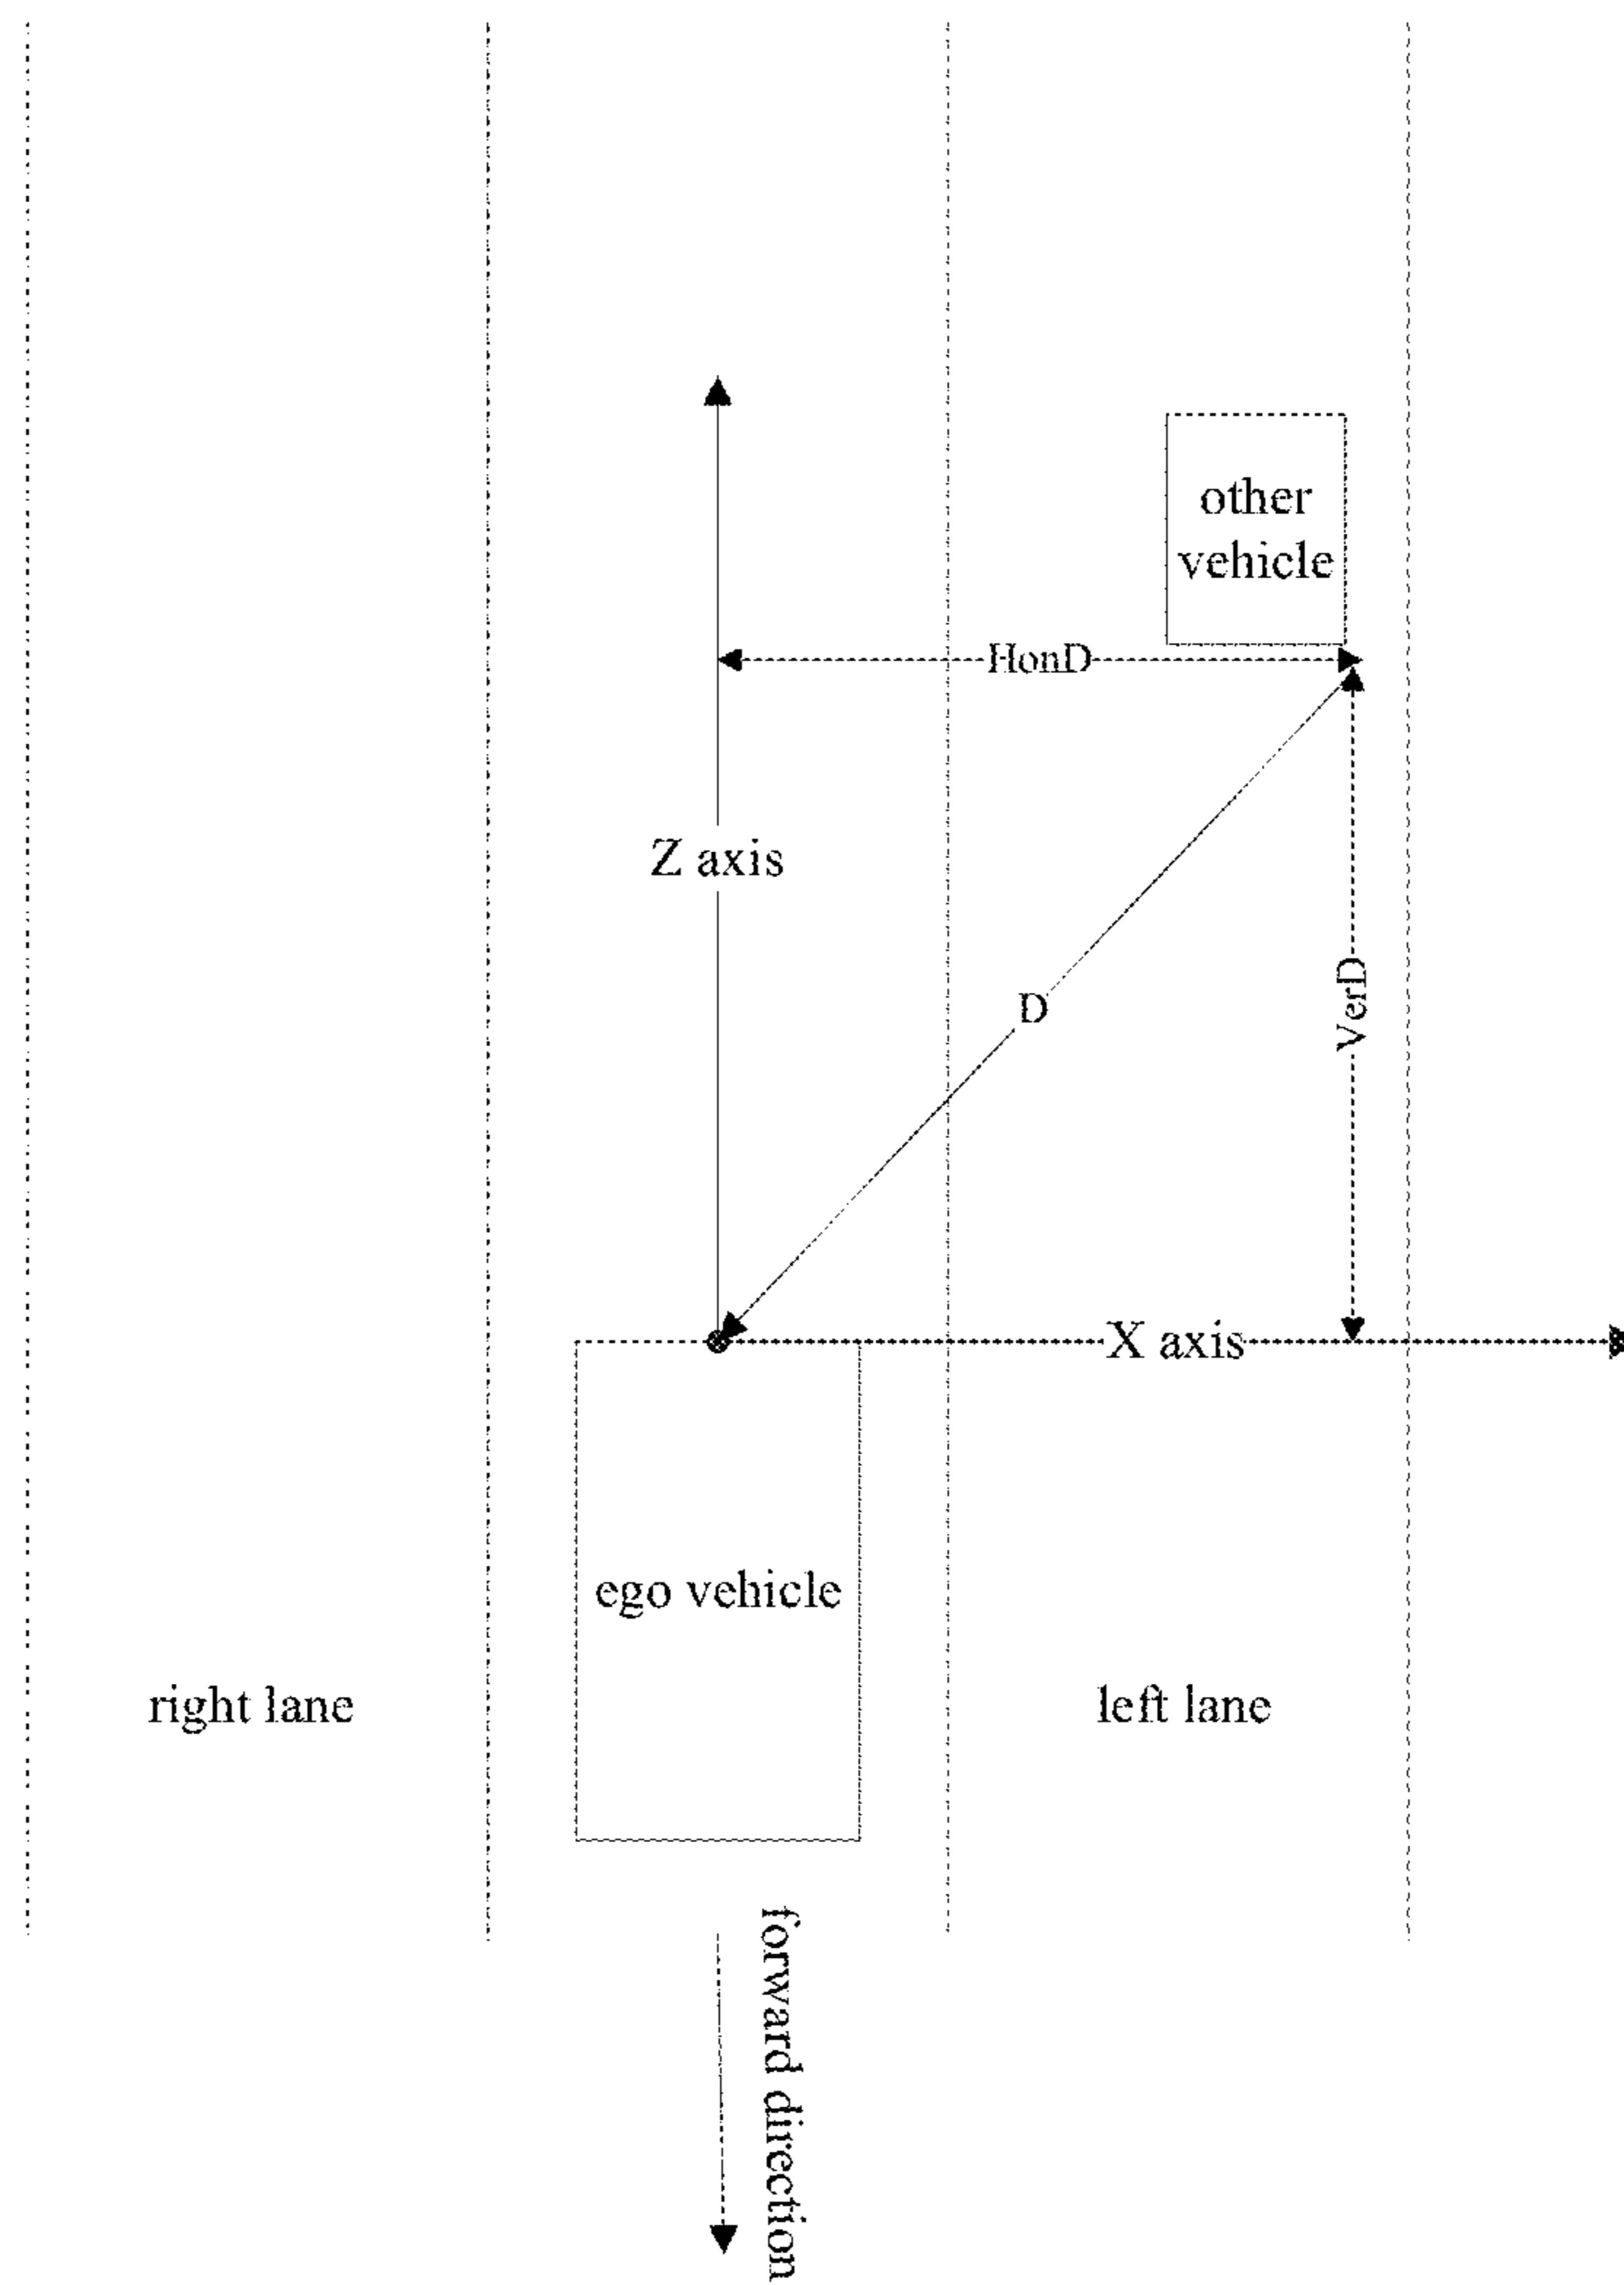 other
vehicle
HonD
Z axis
D
VerD
X axis
ego vehicle
right lane
left lane
forward direction